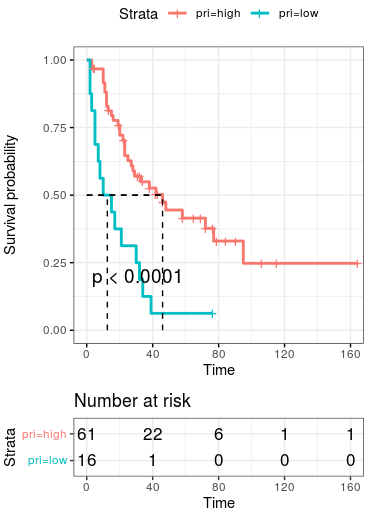 Strata pri=high pri=low
Survival probability
1.00
0.75
0.50
0.25
0.00
p < 0.0001
0 40 80 120 160
Time
Number at risk
Strata
pri=high 61 22 6 1 1
pri=low 16 1 0 0 0
0 40 80 120 160
Time